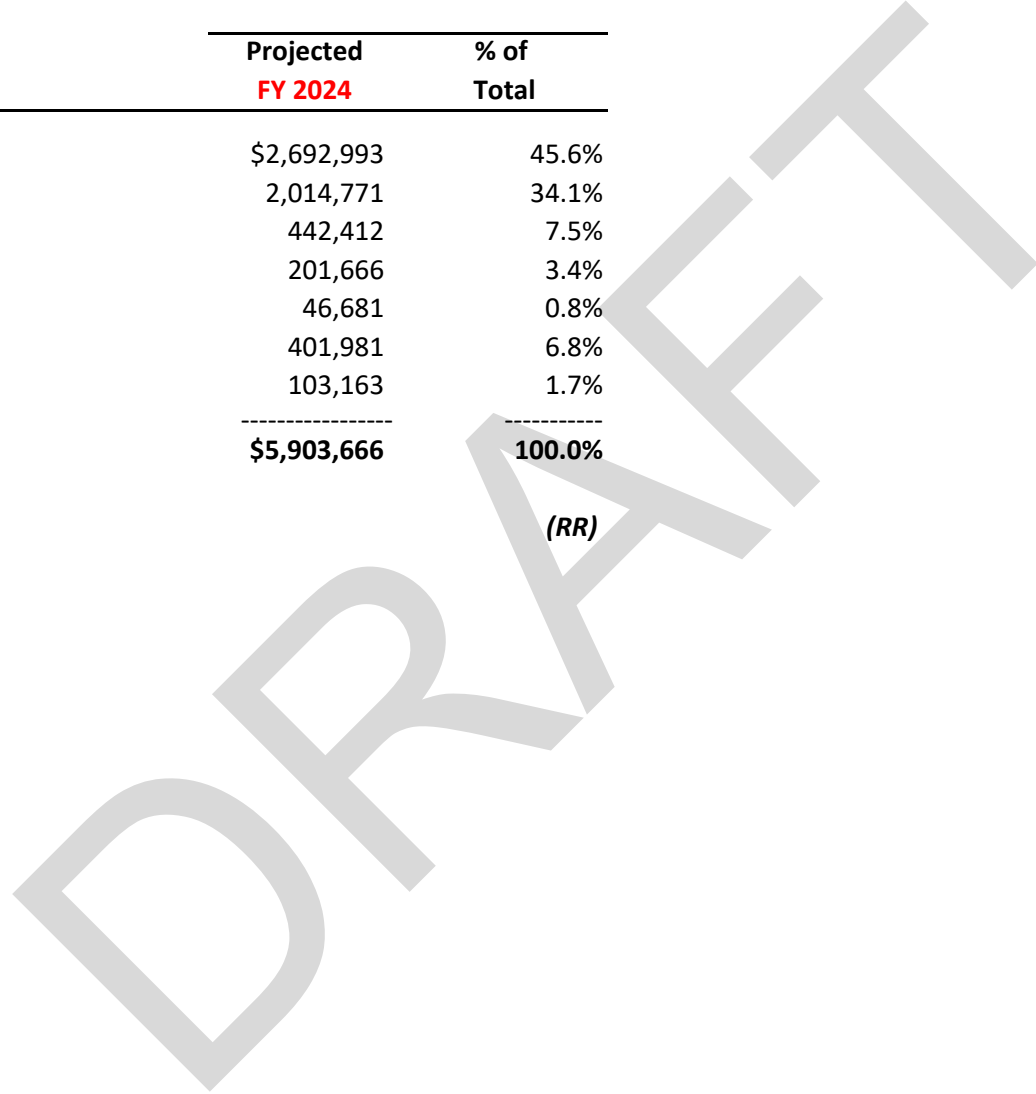 Projected % of
FY 2024 Total
$2,692,993 45.6%
2,014,771 34.1%
442,412 7.5%
201,666 3.4%
46,681 0.8%
401,981 6.8%
103,163 1.7%
----------------- -----------
$5,903,666 100.0%
(RR)
DRAFT